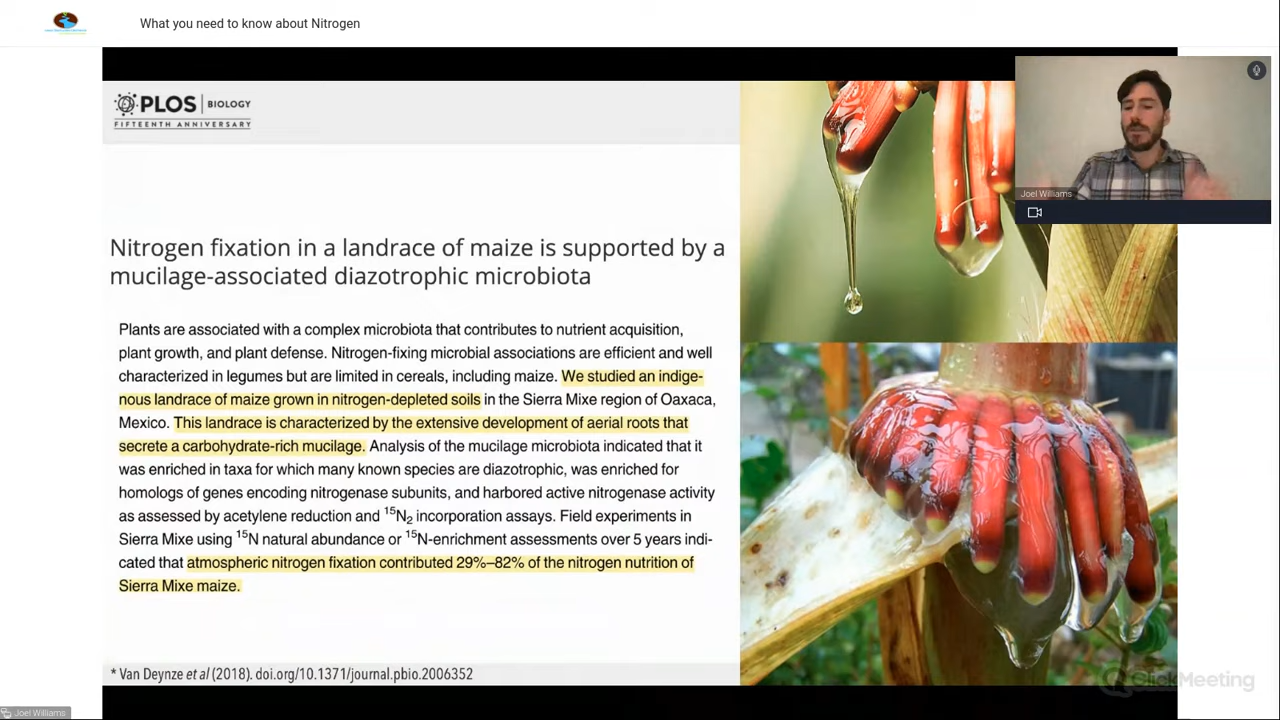 What you need to know about Nitrogen
PLOS | BIOLOGY
FIFTEENTH ANNIVERSARY
Joel Williams
Nitrogen fixation in a landrace of maize is supported by a
mucilage-associated diazotrophic microbiota
Plants are associated with a complex microbiota that contributes to nutrient acquisition,
plant growth, and plant defense. Nitrogen-fixing microbial associations are efficient and well
characterized in legumes but are limited in cereals, including maize. We studied an indige-
nous landrace of maize grown in nitrogen-depleted soils in the Sierra Mixe region of Oaxaca,
Mexico. This landrace is characterized by the extensive development of aerial roots that
secrete a carbohydrate-rich mucilage. Analysis of the mucilage microbiota indicated that it
was enriched in taxa for which many known species are diazotrophic, was enriched for
homologs of genes encoding nitrogenase subunits, and harbored active nitrogenase activity
as assessed by acetylene reduction and ¹⁵N₂ incorporation assays. Field experiments in
Sierra Mixe using ¹⁵N natural abundance or ¹⁵N-enrichment assessments over 5 years indi-
cated that atmospheric nitrogen fixation contributed 29%–82% of the nitrogen nutrition of
Sierra Mixe maize.
* Van Deynze et al (2018). doi.org/10.1371/journal.pbio.2006352
ClickMeeting
Joel Williams